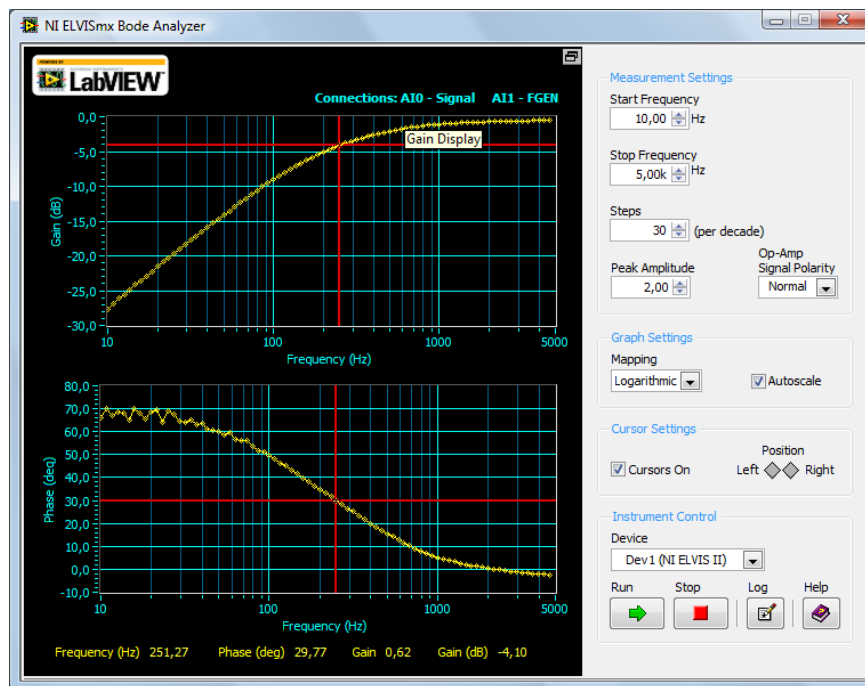 NI ELVISmx Bode Analyzer
LabVIEW
Connections: AI0 - Signal AI1 - FGEN
0,0
-5,0
-10,0
-15,0
-20,0
-25,0
-30,0
Gain (dB)
Gain Display
10 100 1000 5000
Frequency (Hz)
80,0
70,0
60,0
50,0
40,0
30,0
20,0
10,0
0,0
-10,0
Phase (deg)
10 100 1000 5000
Frequency (Hz)
Frequency (Hz) 251,27 Phase (deg) 29,77 Gain 0,62 Gain (dB) -4,10
Measurement Settings
Start Frequency
10,00 Hz
Stop Frequency
5,00k Hz
Steps
30 (per decade)
Peak Amplitude
2,00
Op-Amp
Signal Polarity
Normal
Graph Settings
Mapping
Logarithmic
Autoscale
Cursor Settings
Cursors On
Position
Left Right
Instrument Control
Device
Dev1 (NI ELVIS II)
Run Stop Log Help